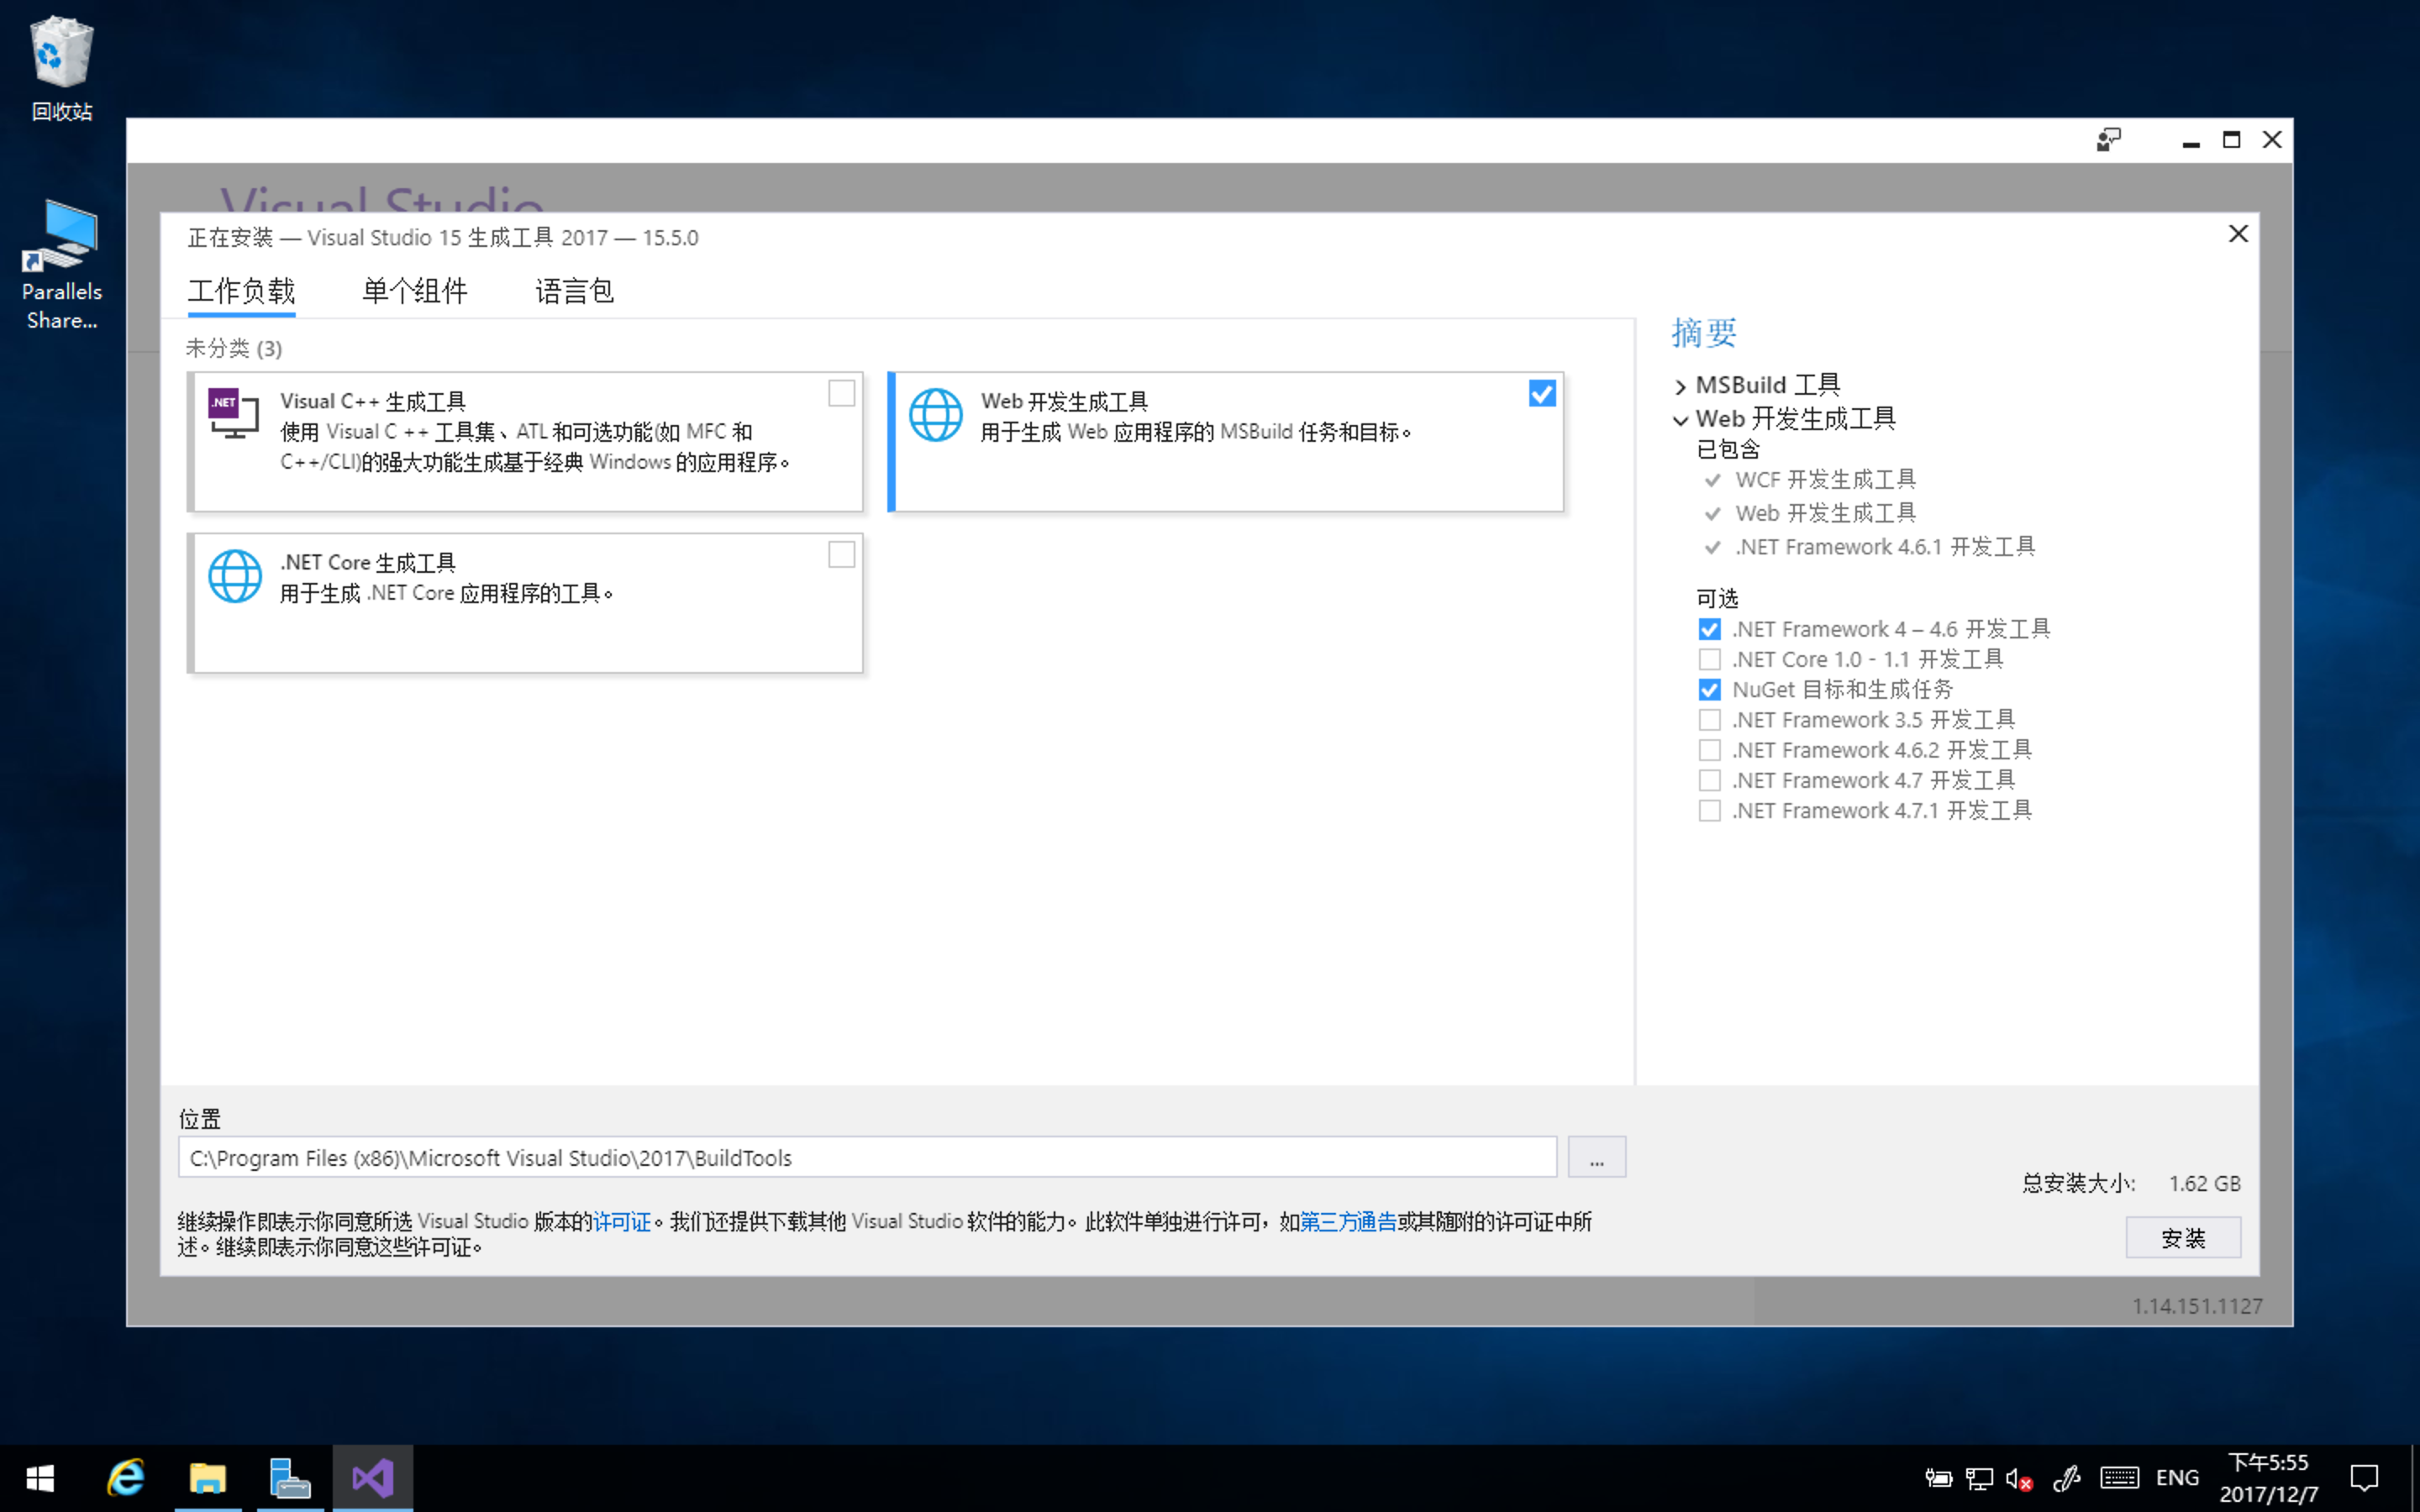 回收站
Parallels
Share...
Visual Studio
正在安装 — Visual Studio 15 生成工具 2017 — 15.5.0
工作负载 单个组件 语言包
未分类 (3)
.NET
Visual C++ 生成工具
使用 Visual C ++ 工具集、ATL 和可选功能(如 MFC 和
C++/CLI)的强大功能生成基于经典 Windows 的应用程序。
Web 开发生成工具
用于生成 Web 应用程序的 MSBuild 任务和目标。
.NET Core 生成工具
用于生成 .NET Core 应用程序的工具。
摘要
MSBuild 工具
Web 开发生成工具
已包含
WCF 开发生成工具
Web 开发生成工具
.NET Framework 4.6.1 开发工具
可选
.NET Framework 4 – 4.6 开发工具
.NET Core 1.0 - 1.1 开发工具
NuGet 目标和生成任务
.NET Framework 3.5 开发工具
.NET Framework 4.6.2 开发工具
.NET Framework 4.7 开发工具
.NET Framework 4.7.1 开发工具
位置
C:\Program Files (x86)\Microsoft Visual Studio\2017\BuildTools
...
总安装大小: 1.62 GB
继续操作即表示你同意所选 Visual Studio 版本的许可证。我们还提供下载其他 Visual Studio 软件的能力。此软件单独进行许可，如第三方通告或其随附的许可证中所
述。继续即表示你同意这些许可证。
安装
1.14.151.1127
ENG
下午5:55
2017/12/7